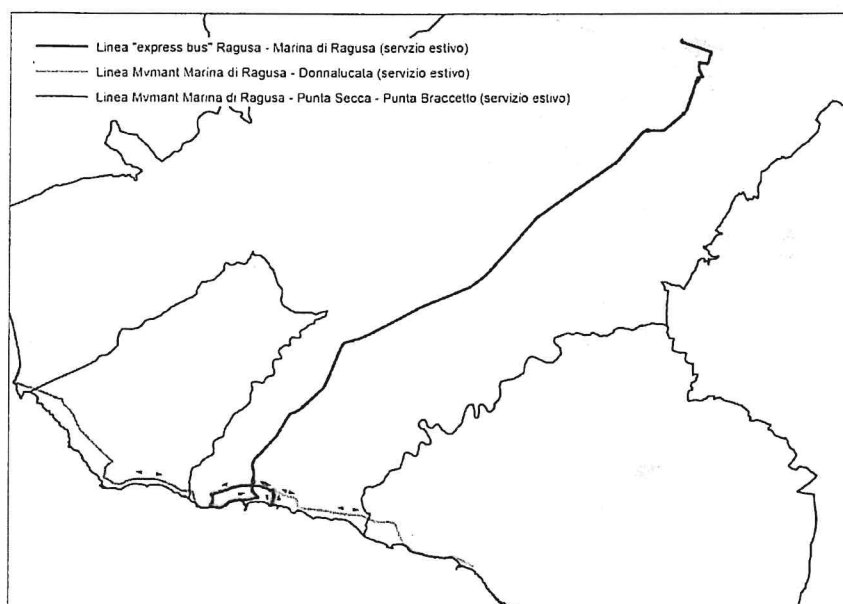 Linea "express bus" Ragusa - Marina di Ragusa (servzio estivo)
Linea Mvmant Marina di Ragusa - Donnalucata (servizio estivo)
Linea Mvmant Marina di Ragusa - Punta Secca - Punta Braccetto (servizio estivo)